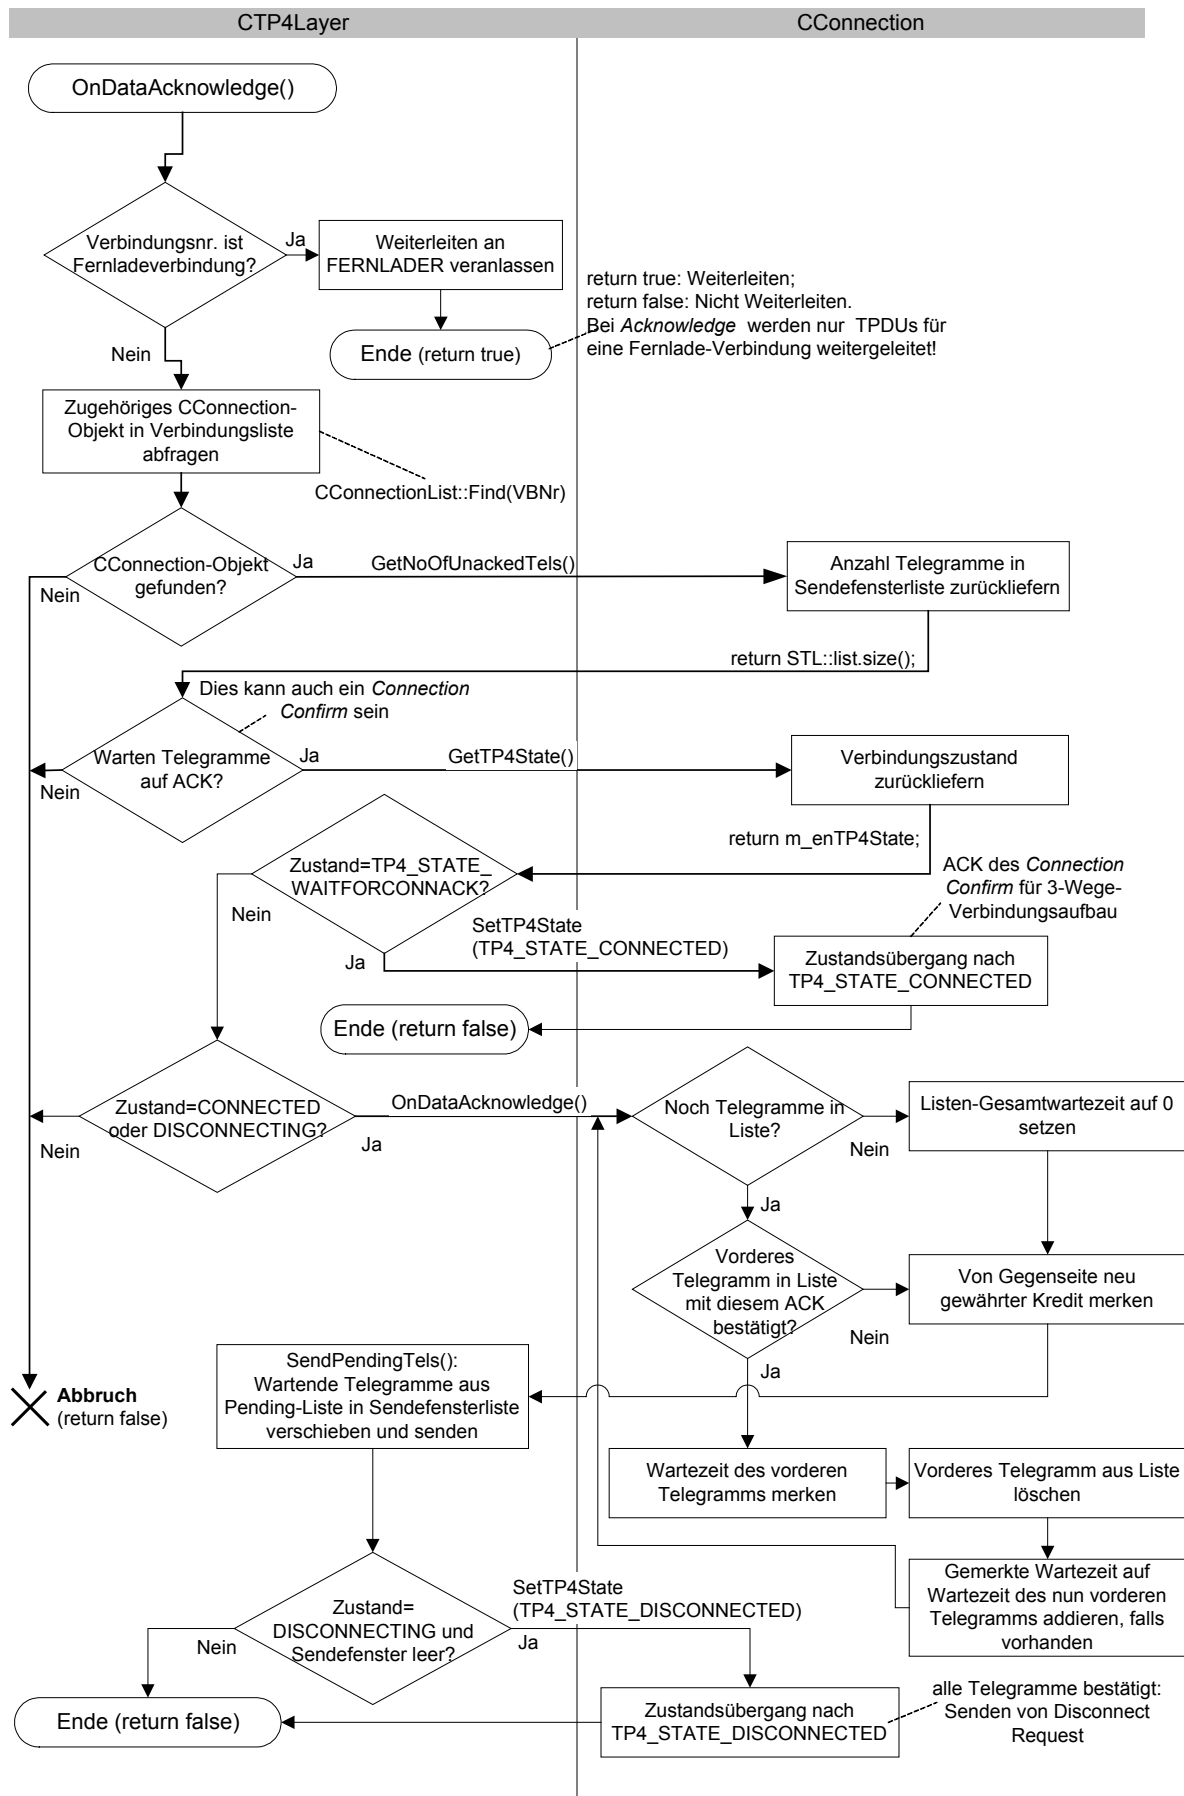 CTP4Layer
CConnection
OnDataAcknowledge()
Verbindungsnr. ist
Fernladeverbindung?
Ja
Weiterleiten an
FERNLADER veranlassen
return true: Weiterleiten;
return false: Nicht Weiterleiten.
Bei Acknowledge werden nur TPDUs für
eine Fernlade-Verbindung weitergeleitet!
Nein
Ende (return true)
Zugehöriges CConnection-
Objekt in Verbindungsliste
abfragen
CConnectionList::Find(VBNr)
CConnection-Objekt
gefunden?
Ja
Nein
GetNoOfUnackedTels()
Anzahl Telegramme in
Sendefensterliste zurückliefern
return STL::list.size();
Dies kann auch ein Connection
Confirm sein
Warten Telegramme
auf ACK?
Ja
Nein
GetTP4State()
Verbindungszustand
zurückliefern
return m_enTP4State;
Zustand=TP4_STATE_
WAITFORCONNACK?
Nein
Ja
ACK des Connection
Confirm für 3-Wege-
Verbindungsaufbau
SetTP4State
(TP4_STATE_CONNECTED)
Zustandsübergang nach
TP4_STATE_CONNECTED
Ende (return false)
Zustand=CONNECTED
oder DISCONNECTING?
Nein
Ja
OnDataAcknowledge()
Noch Telegramme in
Liste?
Nein
Listen-Gesamtwartezeit auf 0
setzen
Ja
Vorderes
Telegramm in Liste
mit diesem ACK
bestätigt?
Nein
Von Gegenseite neu
gewährter Kredit merken
Ja
SendPendingTels():
Wartende Telegramme aus
Pending-Liste in Sendefensterliste
verschieben und senden
Abbruch
(return false)
Wartezeit des vorderen
Telegramms merken
Vorderes Telegramm aus Liste
löschen
Gemerkte Wartezeit auf
Wartezeit des nun vorderen
Telegramms addieren, falls
vorhanden
SetTP4State
(TP4_STATE_DISCONNECTED)
Zustand=
DISCONNECTING und
Sendefenster leer?
Nein
Ja
Ende (return false)
Zustandsübergang nach
TP4_STATE_DISCONNECTED
alle Telegramme bestätigt:
Senden von Disconnect
Request